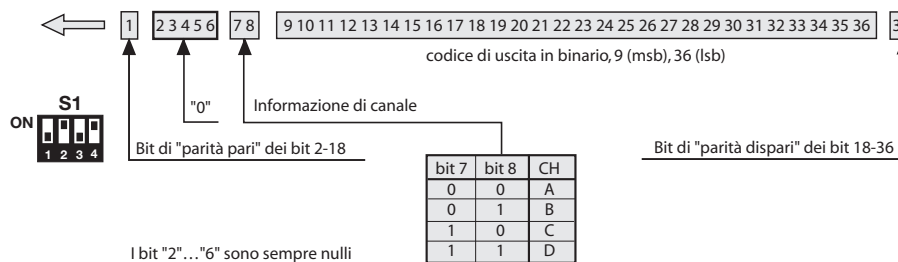 1 2 3 4 5 6 7 8 9 10 11 12 13 14 15 16 17 18 19 20 21 22 23 24 25 26 27 28 29 30 31 32 33 34 35 36
codice di uscita in binario, 9 (msb), 36 (lsb)
"0"
Informazione di canale
S1
ON
1 2 3 4
Bit di "parità pari" dei bit 2-18
Bit di "parità dispari" dei bit 18-36
bit 7 bit 8 CH
0 0 A
0 1 B
1 0 C
1 1 D
I bit "2"…"6" sono sempre nulli